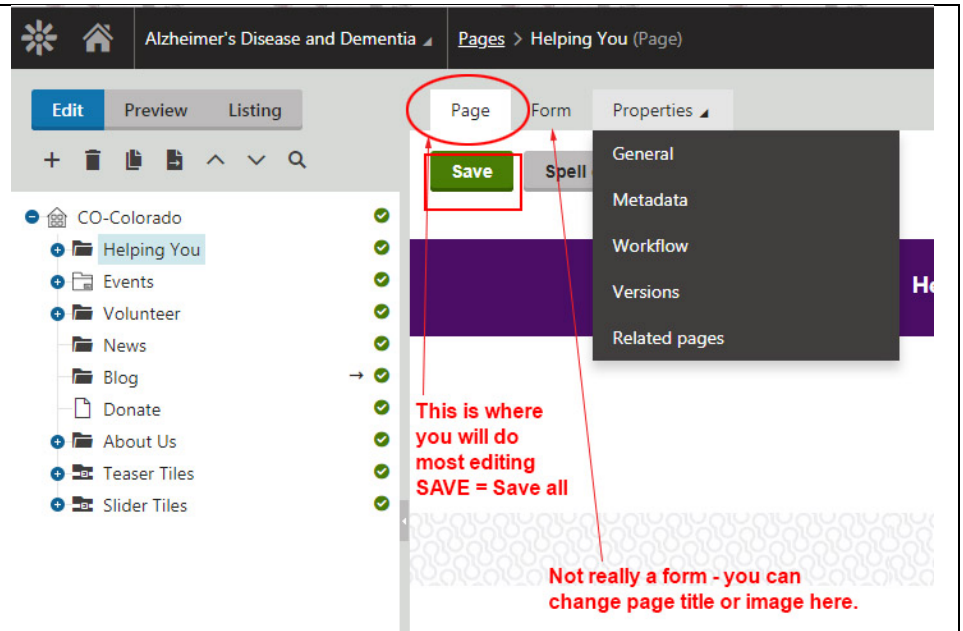 Alzheimer's Disease and Dementia Pages > Helping You (Page)
Edit Preview Listing
Page Form Properties
Save Spell
General
Metadata
Workflow
Versions
Related pages
CO-Colorado
Helping You
Events
Volunteer
News
Blog
Donate
About Us
Teaser Tiles
Slider Tiles
He
This is where
you will do
most editing
SAVE = Save all
Not really a form - you can
change page title or image here.